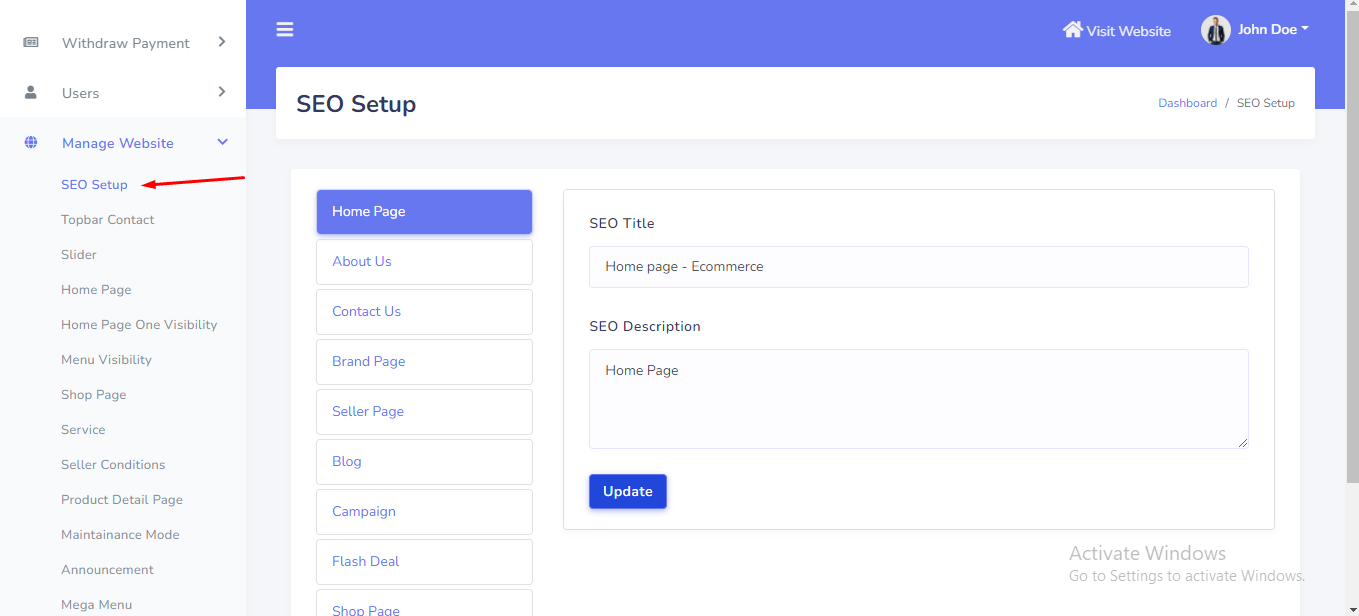 Withdraw Payment
Users
Manage Website
SEO Setup
Topbar Contact
Slider
Home Page
Home Page One Visibility
Menu Visibility
Shop Page
Service
Seller Conditions
Product Detail Page
Maintainance Mode
Announcement
Mega Menu
Visit Website
John Doe
SEO Setup
Dashboard / SEO Setup
Home Page
About Us
Contact Us
Brand Page
Seller Page
Blog
Campaign
Flash Deal
Shop Page
SEO Title
Home page - Ecommerce
SEO Description
Home Page
Update
Activate Windows
Go to Settings to activate Windows.